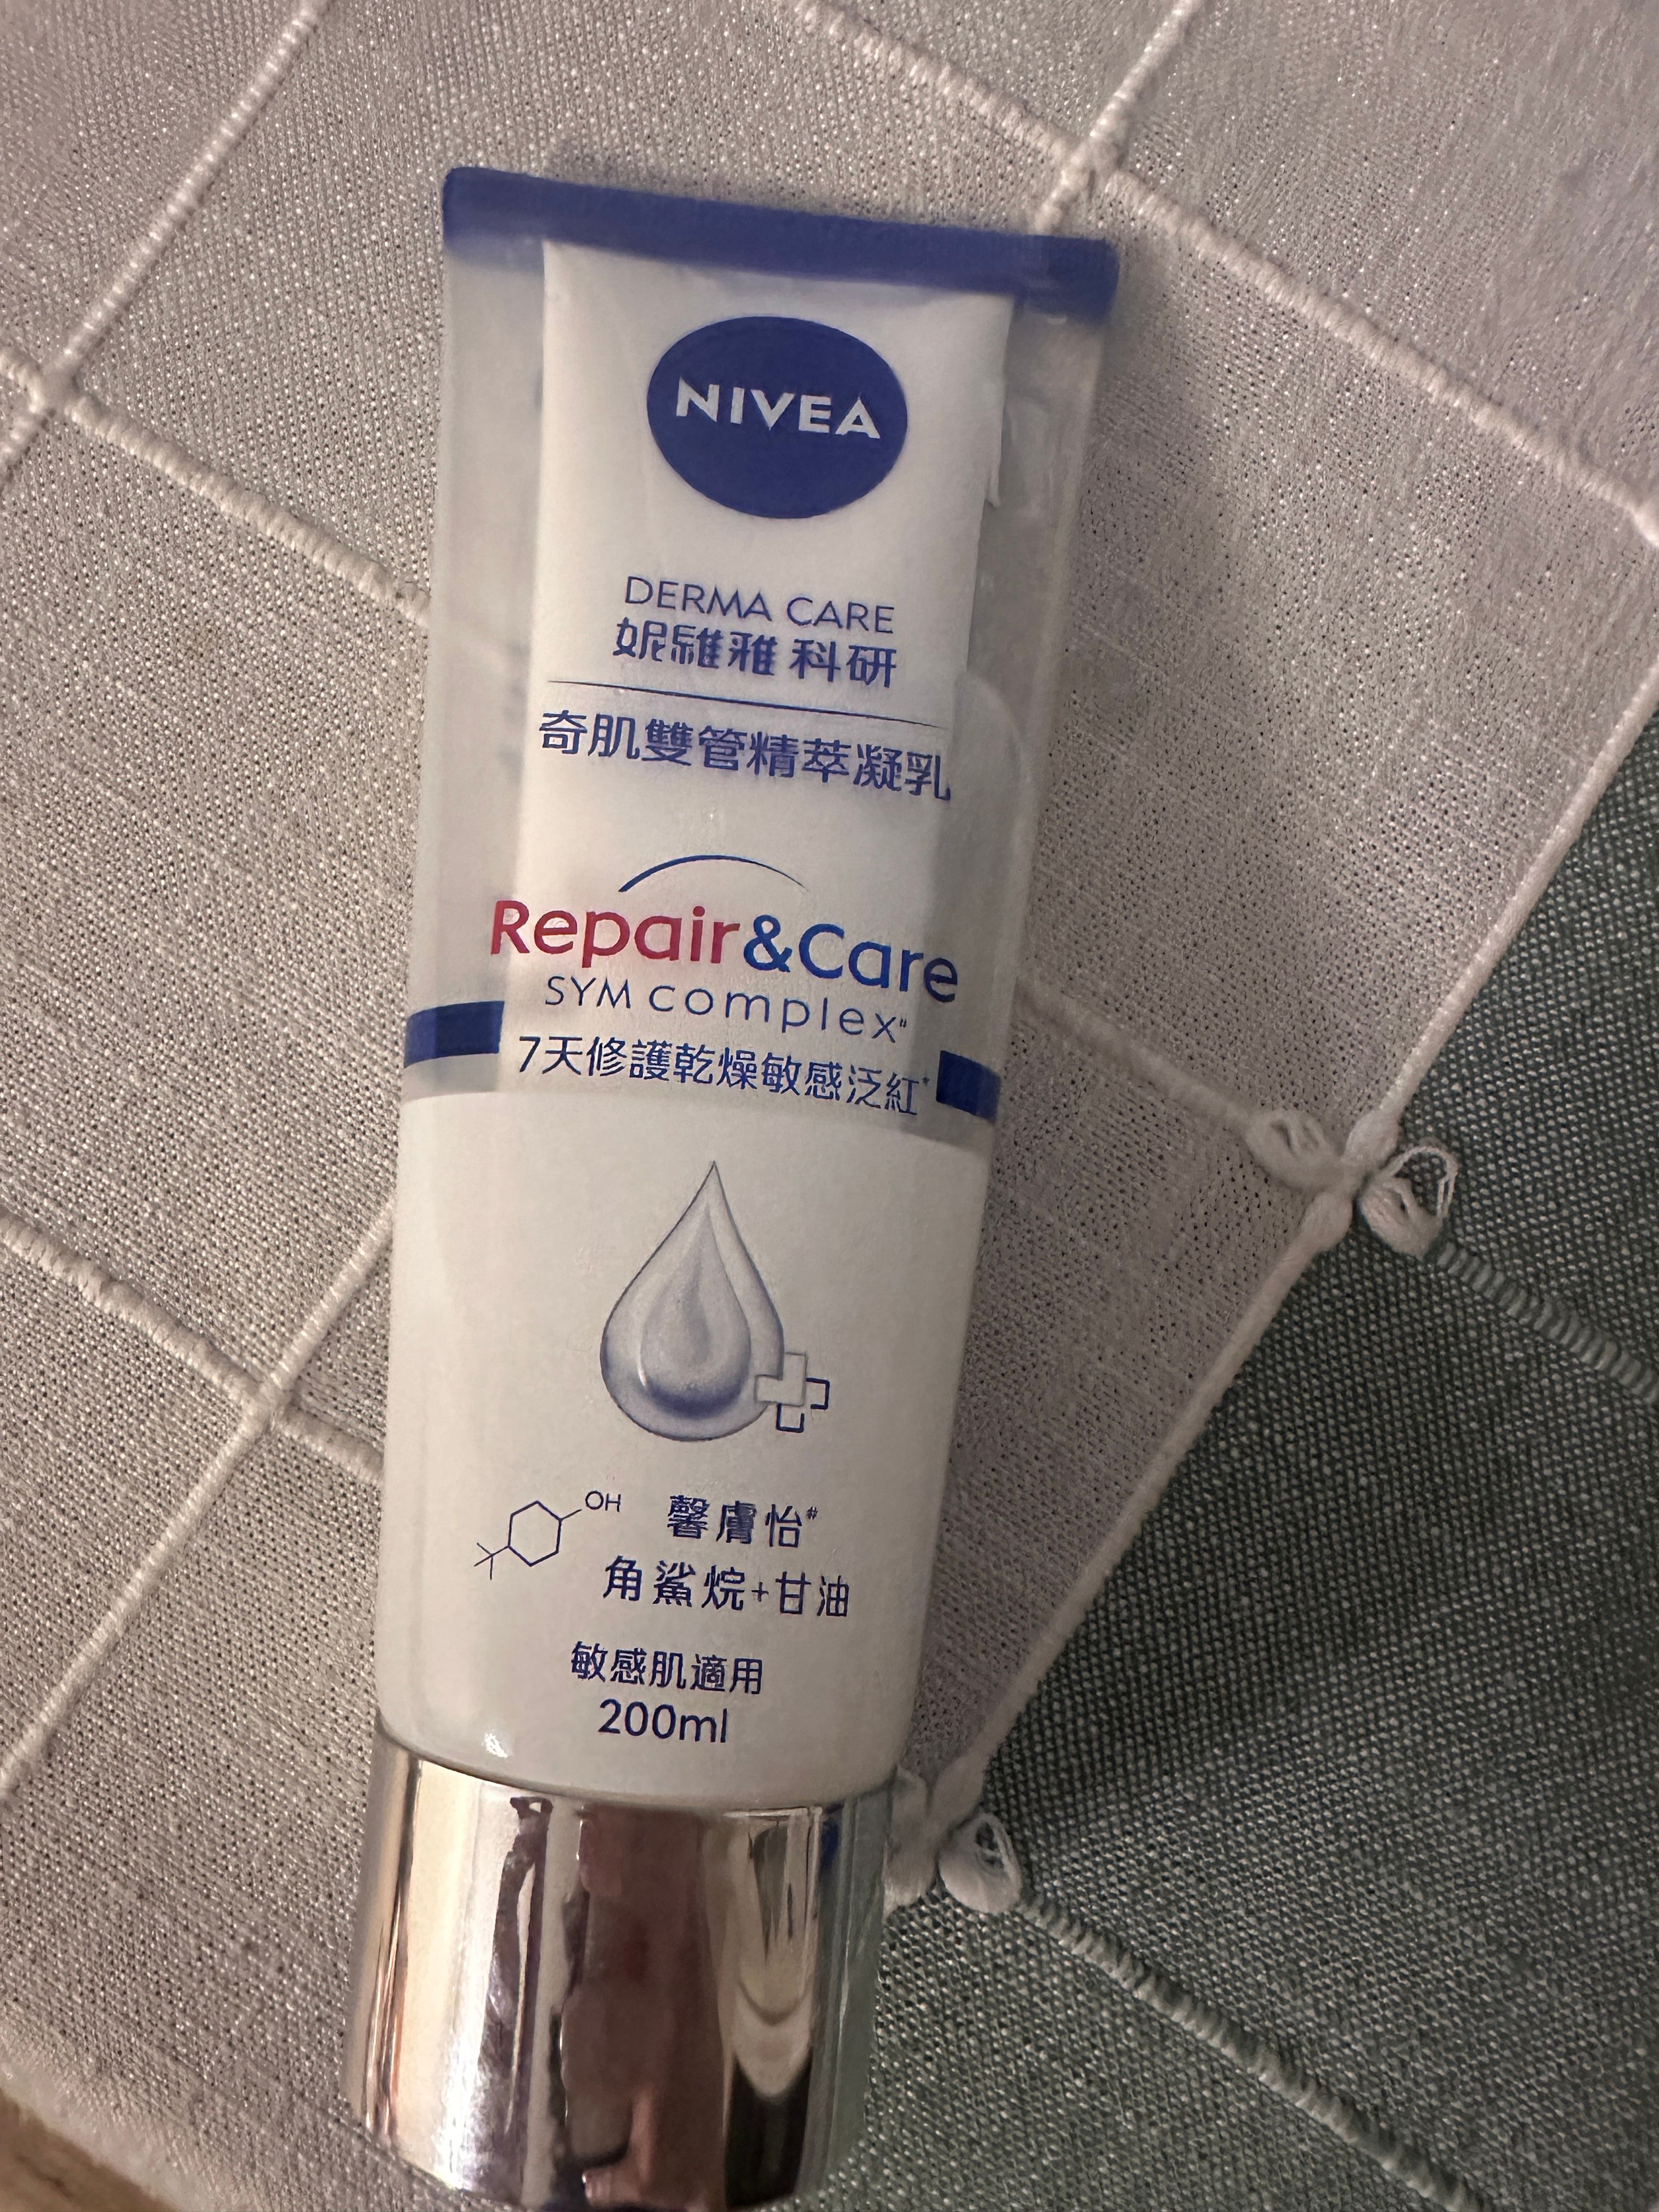 NIVEA
DERMA CARE
妮維雅 科研
奇肌雙管精萃凝乳
Repair&Care
SYM complex#
7天修護乾燥敏感泛紅*
OH
馨膚怡#
角鯊烷+甘油
敏感肌適用
200ml